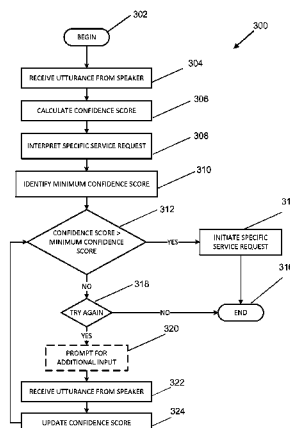 302
BEGIN
300
RECEIVE UTTURANCE FROM SPEAKER
304
CALCULATE CONFIDENCE SCORE
306
INTERPRET SPECIFIC SERVICE REQUEST
308
IDENTIFY MINIMUM CONFIDENCE SCORE
310
312
CONFIDENCE SCORE >
MINIMUM CONFIDENCE
SCORE
YES
INITIATE SPECIFIC
SERVICE REQUEST
NO
318
TRY AGAIN
NO
END
YES
320
PROMPT FOR
ADDITIONAL INPUT
RECEIVE UTTURANCE FROM SPEAKER
322
UPDATE CONFIDENCE SCORE
324